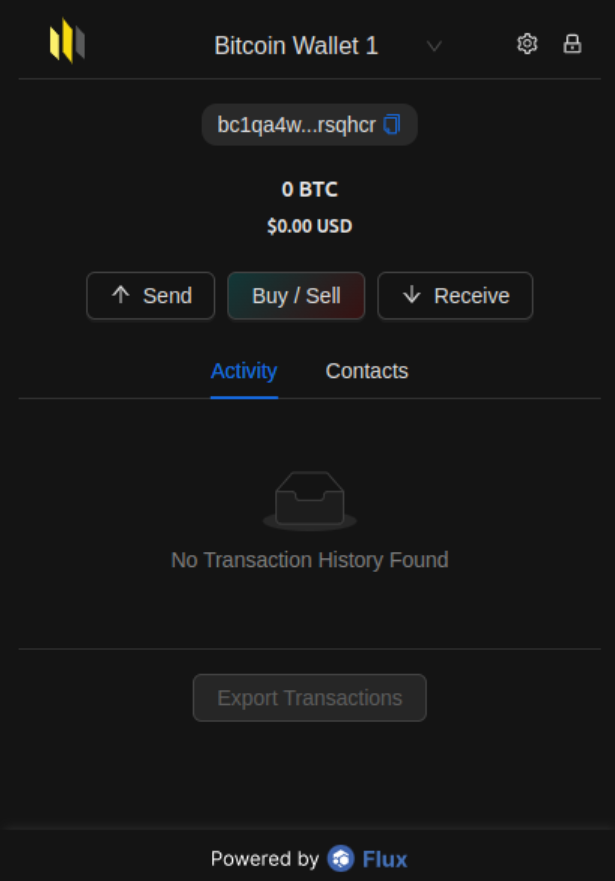 Bitcoin Wallet 1
bc1qa4w...rsqhcr
0 BTC
$0.00 USD
Send Buy / Sell Receive
Activity Contacts
No Transaction History Found
Export Transactions
Powered by Flux